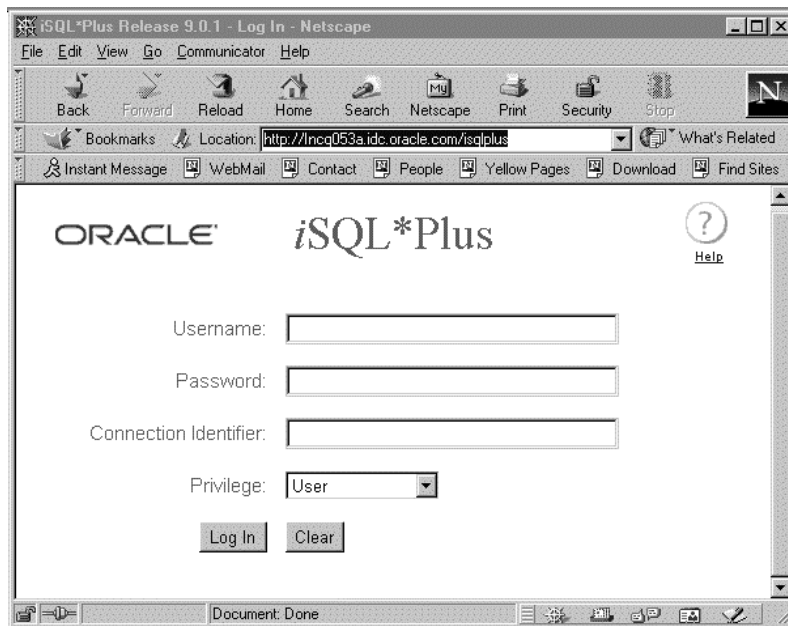 iSQL*Plus Release 9.0.1 - Log In - Netscape
File Edit View Go Communicator Help
Back Forward Reload Home Search Netscape Print Security Stop
My
N
Bookmarks Location: http://lncq053a.idc.oracle.com/isqlplus What's Related
Instant Message WebMail Contact People Yellow Pages Download Find Sites
ORACLE iSQL*Plus ?
Help
Username:
Password:
Connection Identifier:
Privilege: User
Log In Clear
Document: Done